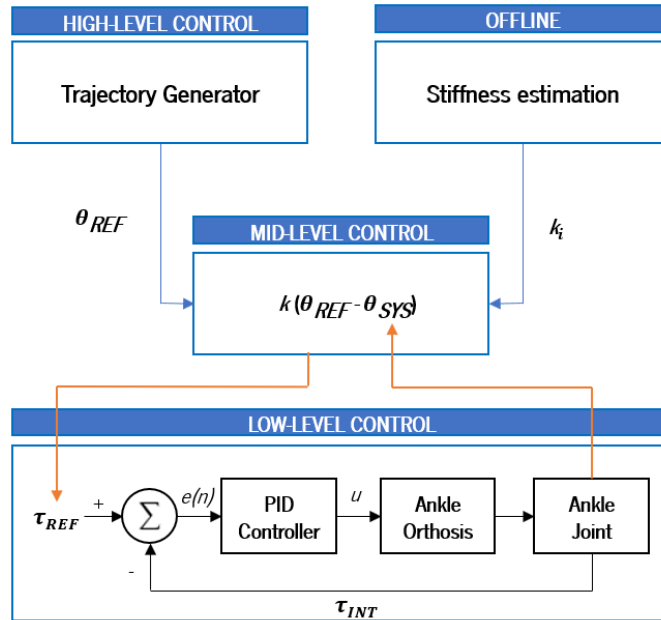 HIGH-LEVEL CONTROL
OFFLINE
Trajectory Generator
Stiffness estimation
θREF
MID-LEVEL CONTROL
ki
k (θREF - θSYS)
LOW-LEVEL CONTROL
τREF
+
-
∑
e(n)
PID
Controller
u
Ankle
Orthosis
Ankle
Joint
τINT